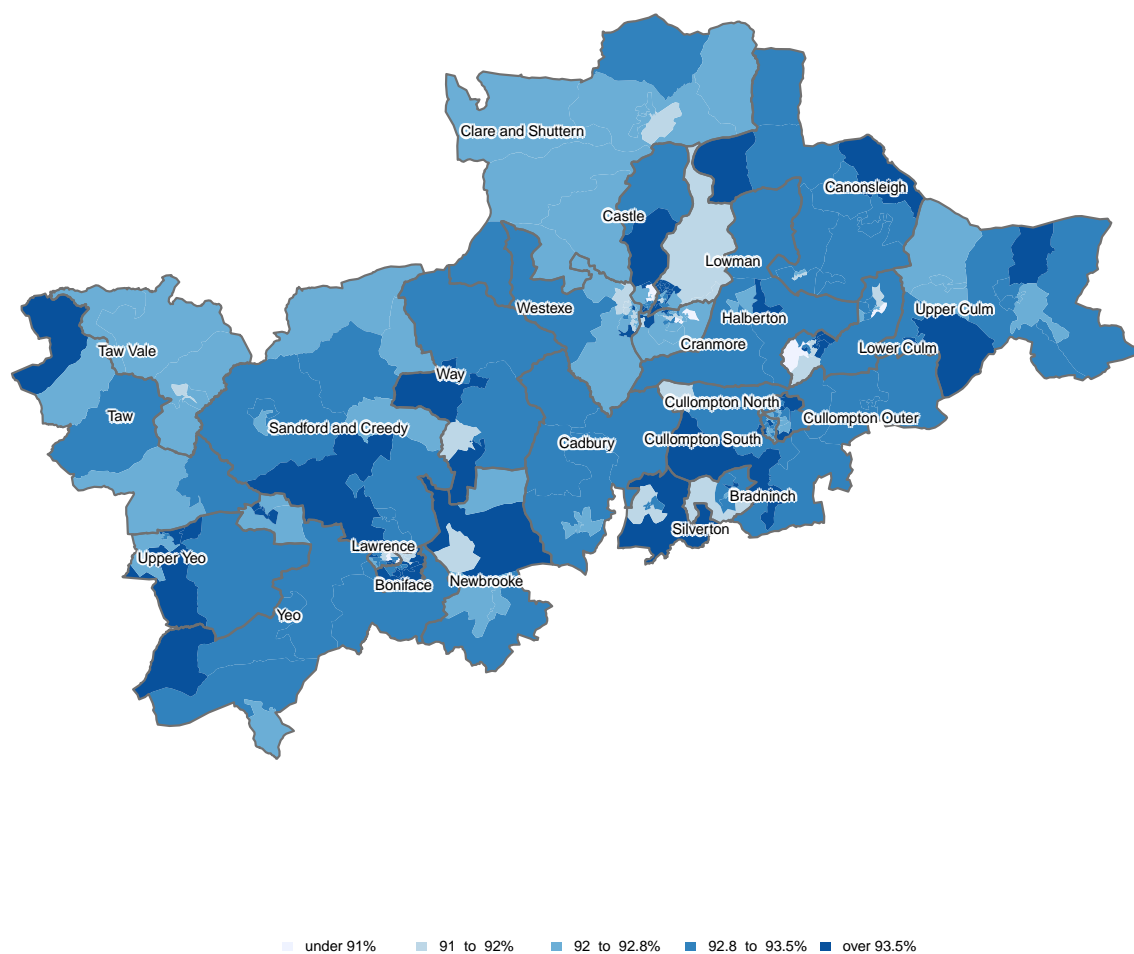 Clare and Shuttern
Canonsleigh
Castle
Lowman
Westexe
Upper Culm
Halberton
Cranmore
Lower Culm
Taw Vale
Way
Cullompton North
Taw
Cullompton Outer
Sandford and Creedy
Cullompton South
Cadbury
Bradninch
Silverton
Lawrence
Upper Yeo
Newbrooke
Boniface
Yeo
under 91%
91 to 92%
92 to 92.8%
92.8 to 93.5%
over 93.5%